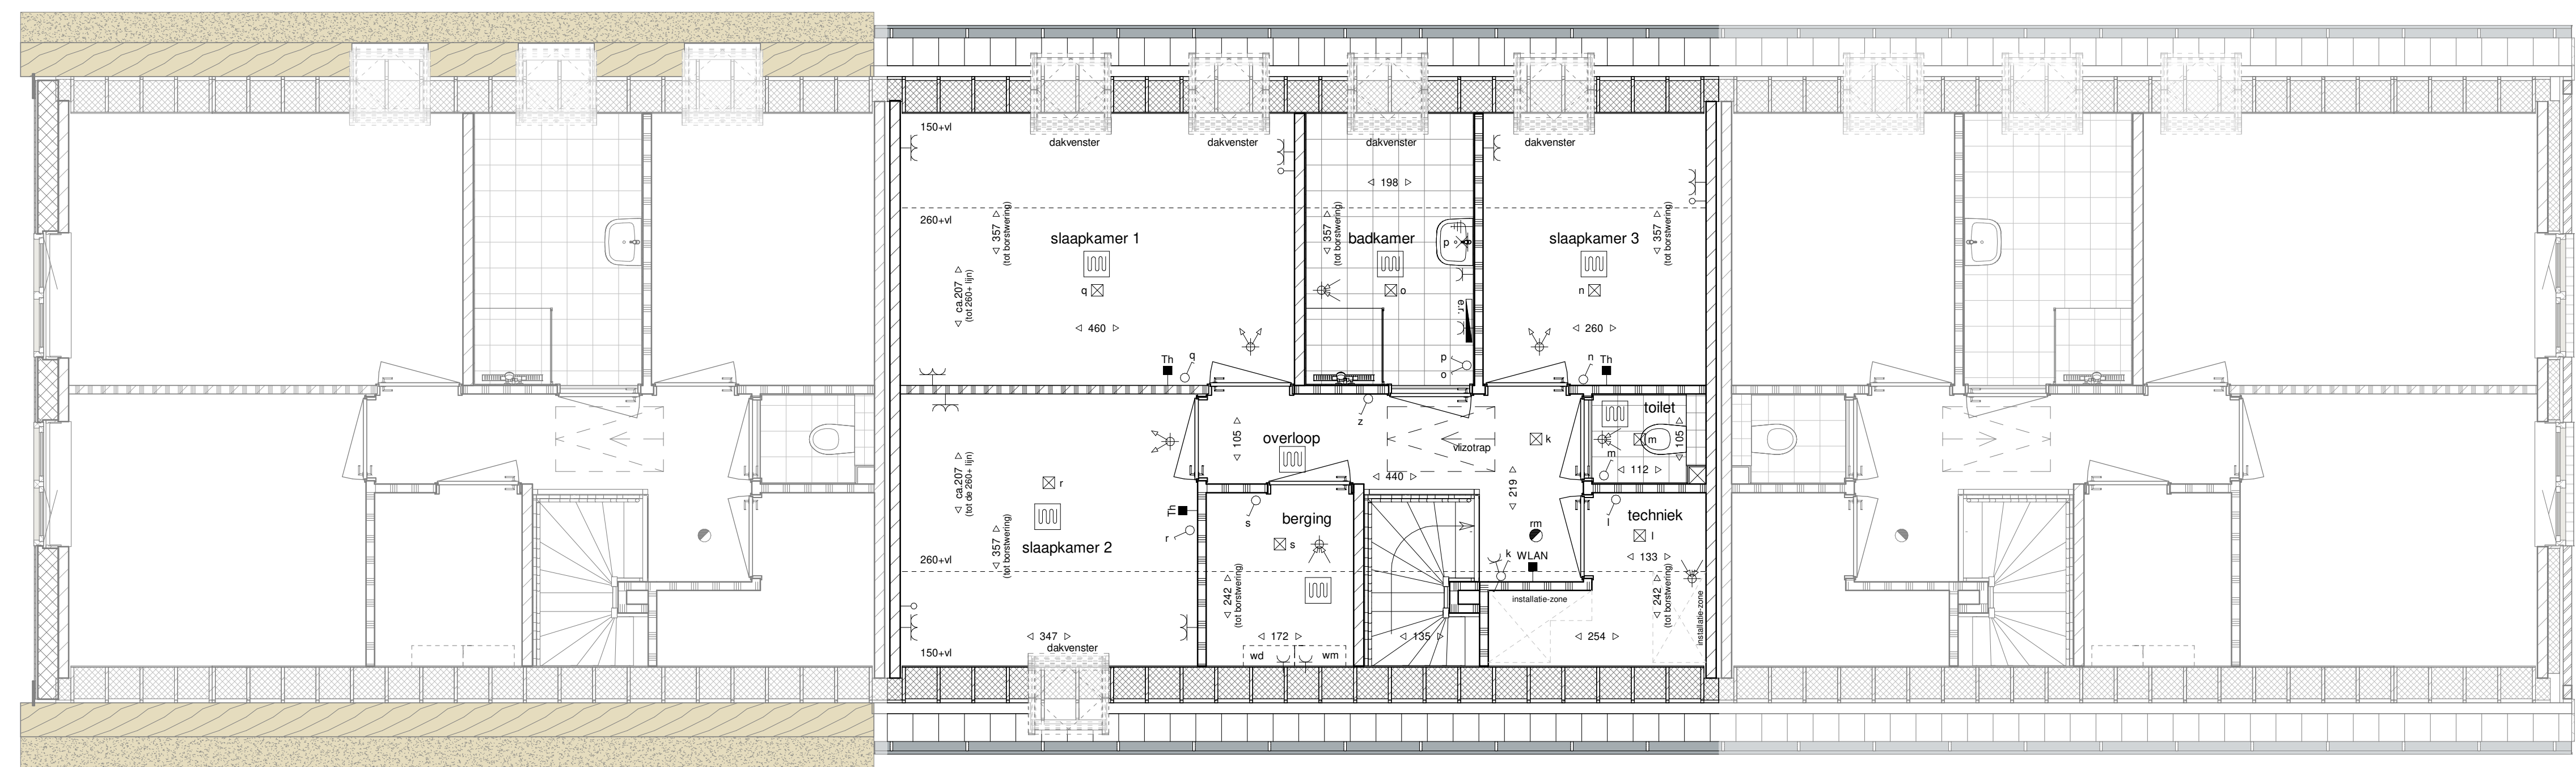 dakvenster
dakvenster
dakvenster
dakvenster
150+vl
198
260+vl
357
(tot borstwering)
357
(tot borstwering)
357
(tot borstwering)
slaapkamer 1
badkamer
p
slaapkamer 3
ca.207
(tot 260+ lijn)
q
o
n
e.r.
460
260
Th
q
p
o
n
Th
z
toilet
105
overloop
vlizotrap
k
m
105
m
112
440
ca.207
(tot de 260+ lijn)
r
219
Th
r
s
berging
s
rm
l
techniek
l
357
(tot borstwering)
slaapkamer 2
260+vl
k
WLAN
133
242
(tot borstwering)
242
(tot borstwering)
installatie-zone
installatie-zone
347
172
135
254
dakvenster
150+vl
wd
wm